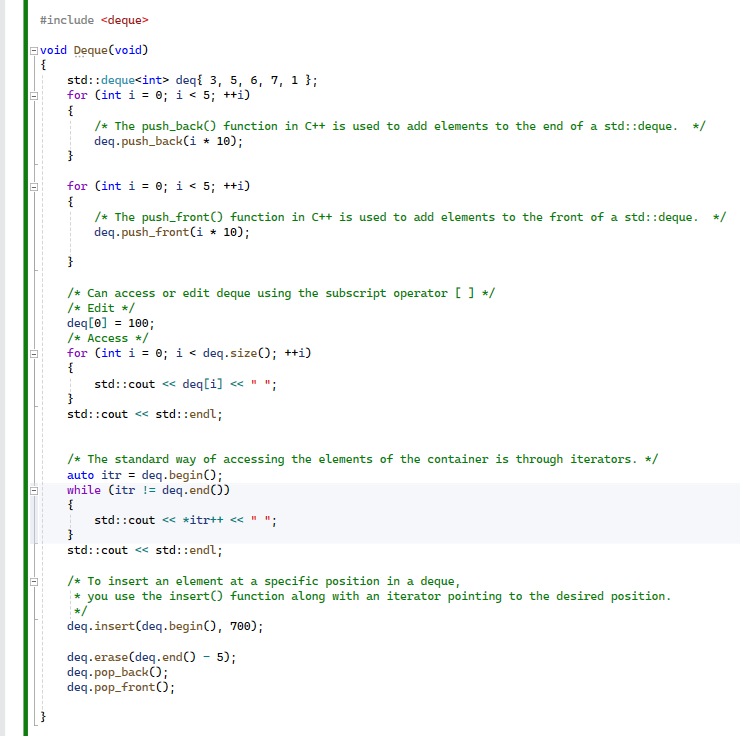 #include <deque>
void Deque(void)
{
    std::deque<int> deq{ 3, 5, 6, 7, 1 };
    for (int i = 0; i < 5; ++i)
    {
        /* The push_back() function in C++ is used to add elements to the end of a std::deque.  */
        deq.push_back(i * 10);
    }
    for (int i = 0; i < 5; ++i)
    {
        /* The push_front() function in C++ is used to add elements to the front of a std::deque.  */
        deq.push_front(i * 10);
    }
    /* Can access or edit deque using the subscript operator [ ] */
    /* Edit */
    deq[0] = 100;
    /* Access */
    for (int i = 0; i < deq.size(); ++i)
    {
        std::cout << deq[i] << " ";
    }
    std::cout << std::endl;
    /* The standard way of accessing the elements of the container is through iterators. */
    auto itr = deq.begin();
    while (itr != deq.end())
    {
        std::cout << *itr++ << " ";
    }
    std::cout << std::endl;
    /* To insert an element at a specific position in a deque,
     * you use the insert() function along with an iterator pointing to the desired position.
     */
    deq.insert(deq.begin(), 700);
    deq.erase(deq.end() - 5);
    deq.pop_back();
    deq.pop_front();
}